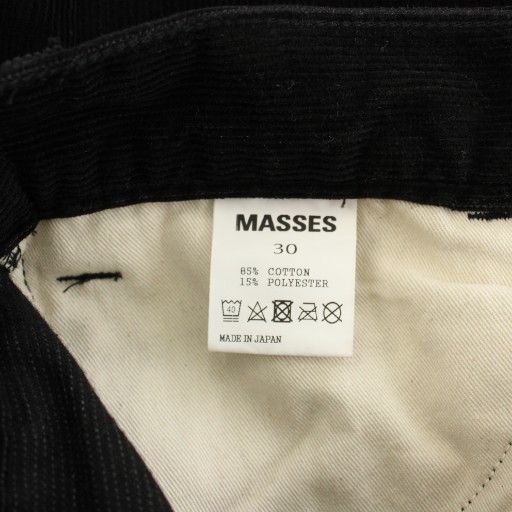 MASSES
30
85% COTTON
15% POLYESTER
40
MADE IN JAPAN